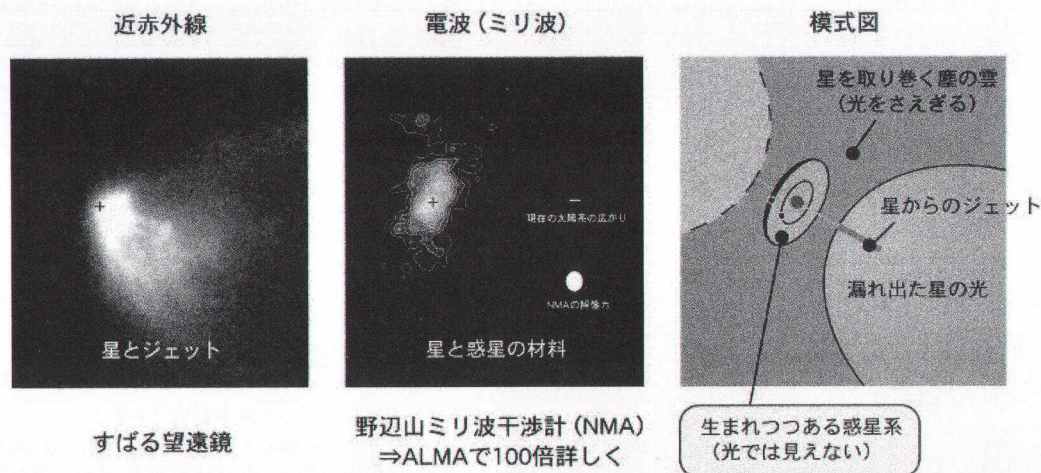 近赤外線
電波（ミリ波）
模式図
+
星とジェット
+
現在の太陽系の広がり
NMAの解像力
星と惑星の材料
星を取り巻く塵の雲
（光をさえぎる）
星からのジェット
漏れ出た星の光
すばる望遠鏡
野辺山ミリ波干渉計（NMA）
⇒ALMAで100倍詳しく
生まれつつある惑星系
（光では見えない）